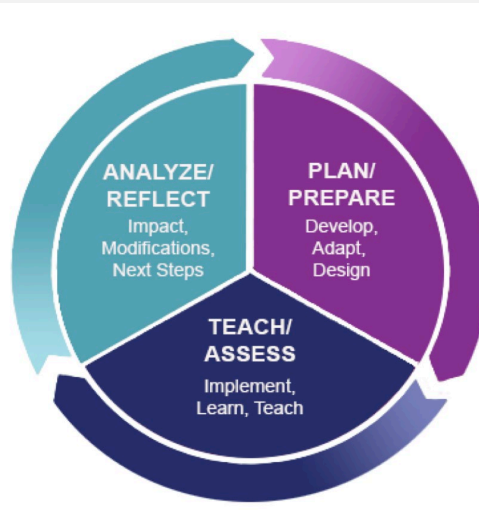 ANALYZE/
REFLECT
Impact,
Modifications,
Next Steps
PLAN/
PREPARE
Develop,
Adapt,
Design
TEACH/
ASSESS
Implement,
Learn, Teach